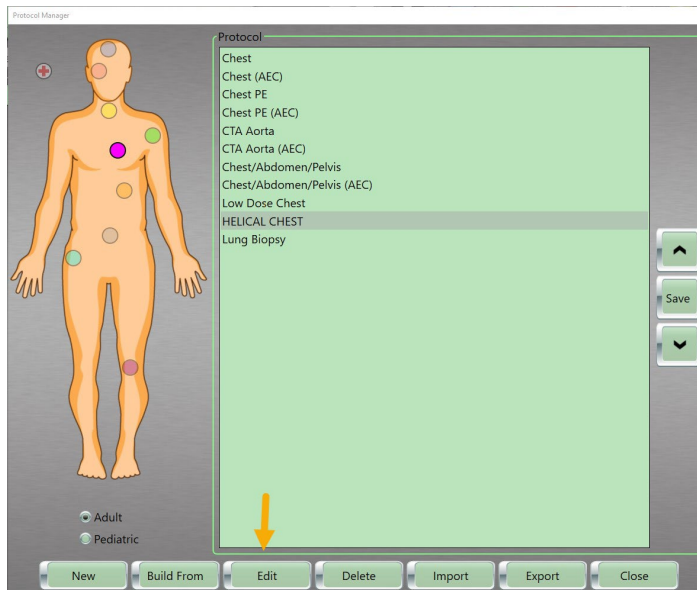 Protocol Manager
Protocol
Chest
Chest (AEC)
Chest PE
Chest PE (AEC)
CTA Aorta
CTA Aorta (AEC)
Chest/Abdomen/Pelvis
Chest/Abdomen/Pelvis (AEC)
Low Dose Chest
HELICAL CHEST
Lung Biopsy
Save
Adult
Pediatric
New
Build From
Edit
Delete
Import
Export
Close